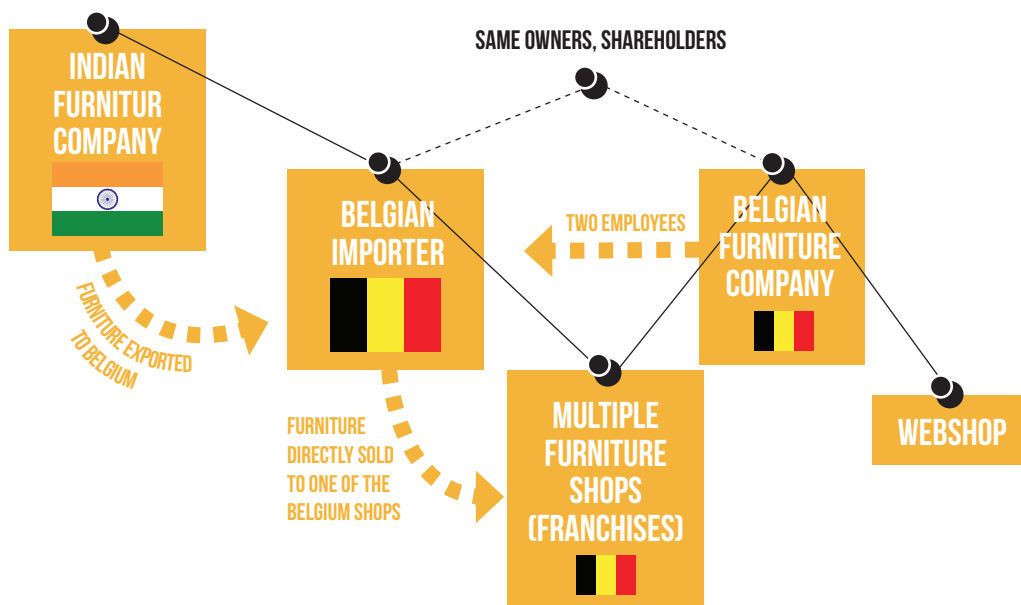 SAME OWNERS, SHAREHOLDERS
INDIAN
FURNITUR
COMPANY
BELGIAN
IMPORTER
TWO EMPLOYEES
BELGIAN
FURNITURE
COMPANY
FURNITURE EXPORTED
TO BELGIUM
FURNITURE
DIRECTLY SOLD
TO ONE OF THE
BELGIUM SHOPS
MULTIPLE
FURNITURE
SHOPS
(FRANCHISES)
WEBSHOP